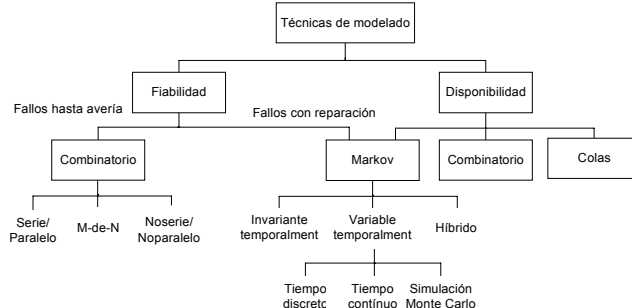 Técnicas de modelado
Fiabilidad
Disponibilidad
Fallos hasta avería
Fallos con reparación
Combinatorio
Markov
Combinatorio
Colas
Serie/
Paralelo
M-de-N
Noserie/
Noparalelo
Invariante
temporalment
Variable
temporalment
Híbrido
Tiempo
discreto
Tiempo
contínuo
Simulación
Monte Carlo